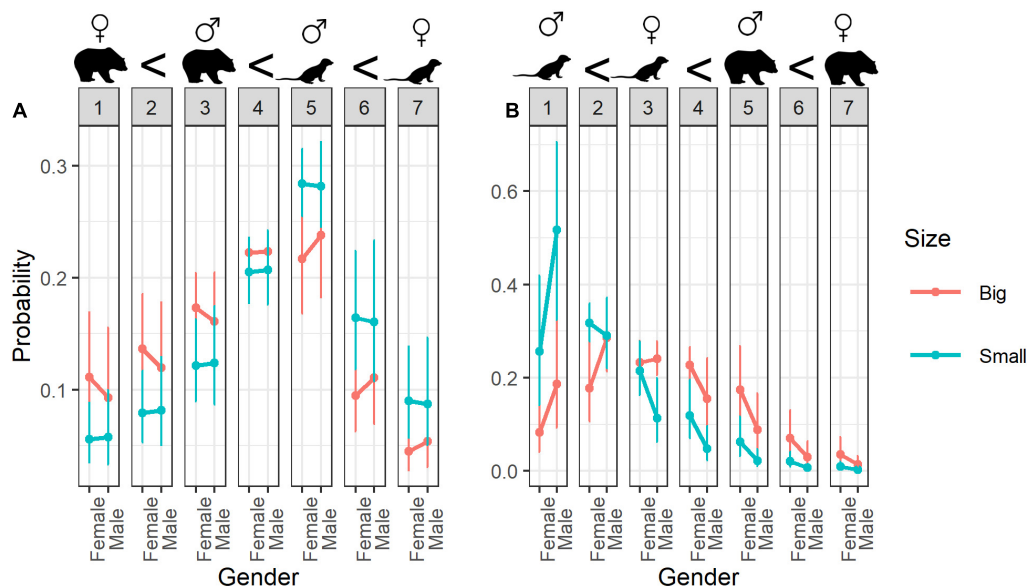 ♀ ♂ ♂ ♀
< < <
A 1 2 3 4 5 6 7
Probability
0.3
0.2
0.1
Female Male Female Male Female Male Female Male Female Male Female Male Female Male
Gender
♂ ♀ ♂ ♀
< < <
B 1 2 3 4 5 6 7
0.6
0.4
0.2
0.0
Female Male Female Male Female Male Female Male Female Male Female Male Female Male
Gender
Size
Big
Small